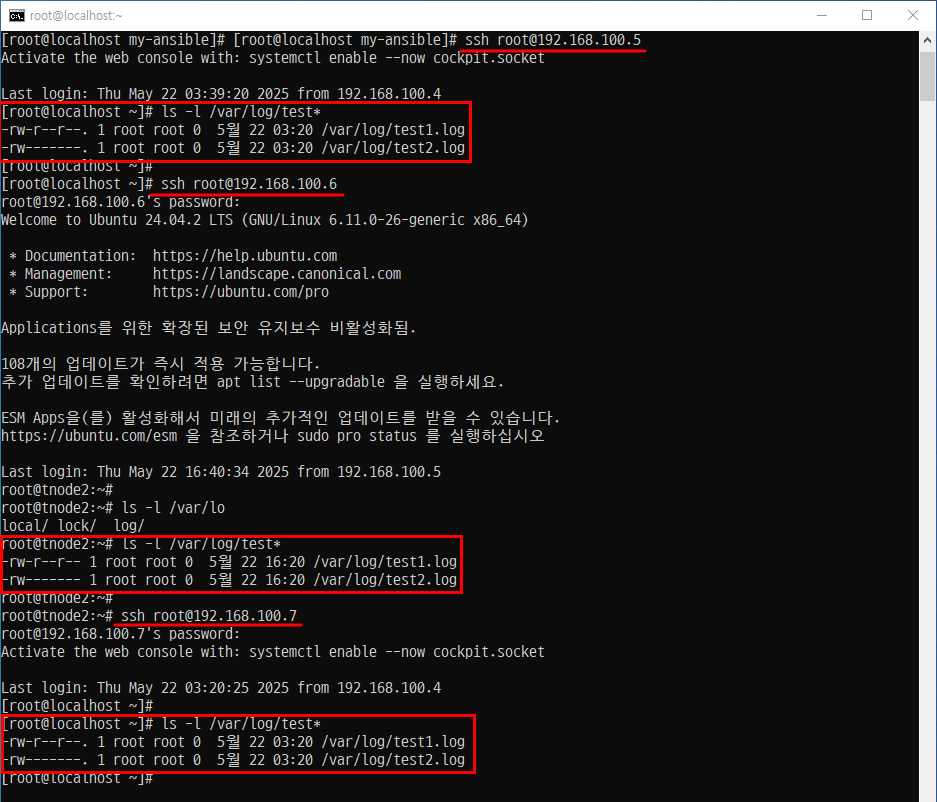 root@localhost:~
[root@localhost my-ansible]# [root@localhost my-ansible]# ssh root@192.168.100.5
Activate the web console with: systemctl enable --now cockpit.socket
Last login: Thu May 22 03:39:20 2025 from 192.168.100.4
[root@localhost ~]# ls -l /var/log/test*
-rw-r--r--. 1 root root 0  5월 22 03:20 /var/log/test1.log
-rw-------. 1 root root 0  5월 22 03:20 /var/log/test2.log
[root@localhost ~]#
[root@localhost ~]# ssh root@192.168.100.6
root@192.168.100.6's password:
Welcome to Ubuntu 24.04.2 LTS (GNU/Linux 6.11.0-26-generic x86_64)
 * Documentation:  https://help.ubuntu.com
 * Management:     https://landscape.canonical.com
 * Support:        https://ubuntu.com/pro
Applications를 위한 확장된 보안 유지보수 비활성화됨.
108개의 업데이트가 즉시 적용 가능합니다.
추가 업데이트를 확인하려면 apt list --upgradable 을 실행하세요.
ESM Apps을(를) 활성화해서 미래의 추가적인 업데이트를 받을 수 있습니다.
https://ubuntu.com/esm 을 참조하거나 sudo pro status 를 실행하십시오
Last login: Thu May 22 16:40:34 2025 from 192.168.100.5
root@tnode2:~#
root@tnode2:~# ls -l /var/lo
local/ lock/  log/
root@tnode2:~# ls -l /var/log/test*
-rw-r--r-- 1 root root 0  5월 22 16:20 /var/log/test1.log
-rw------- 1 root root 0  5월 22 16:20 /var/log/test2.log
root@tnode2:~#
root@tnode2:~# ssh root@192.168.100.7
root@192.168.100.7's password:
Activate the web console with: systemctl enable --now cockpit.socket
Last login: Thu May 22 03:20:25 2025 from 192.168.100.4
[root@localhost ~]#
[root@localhost ~]# ls -l /var/log/test*
-rw-r--r--. 1 root root 0  5월 22 03:20 /var/log/test1.log
-rw-------. 1 root root 0  5월 22 03:20 /var/log/test2.log
[root@localhost ~]#